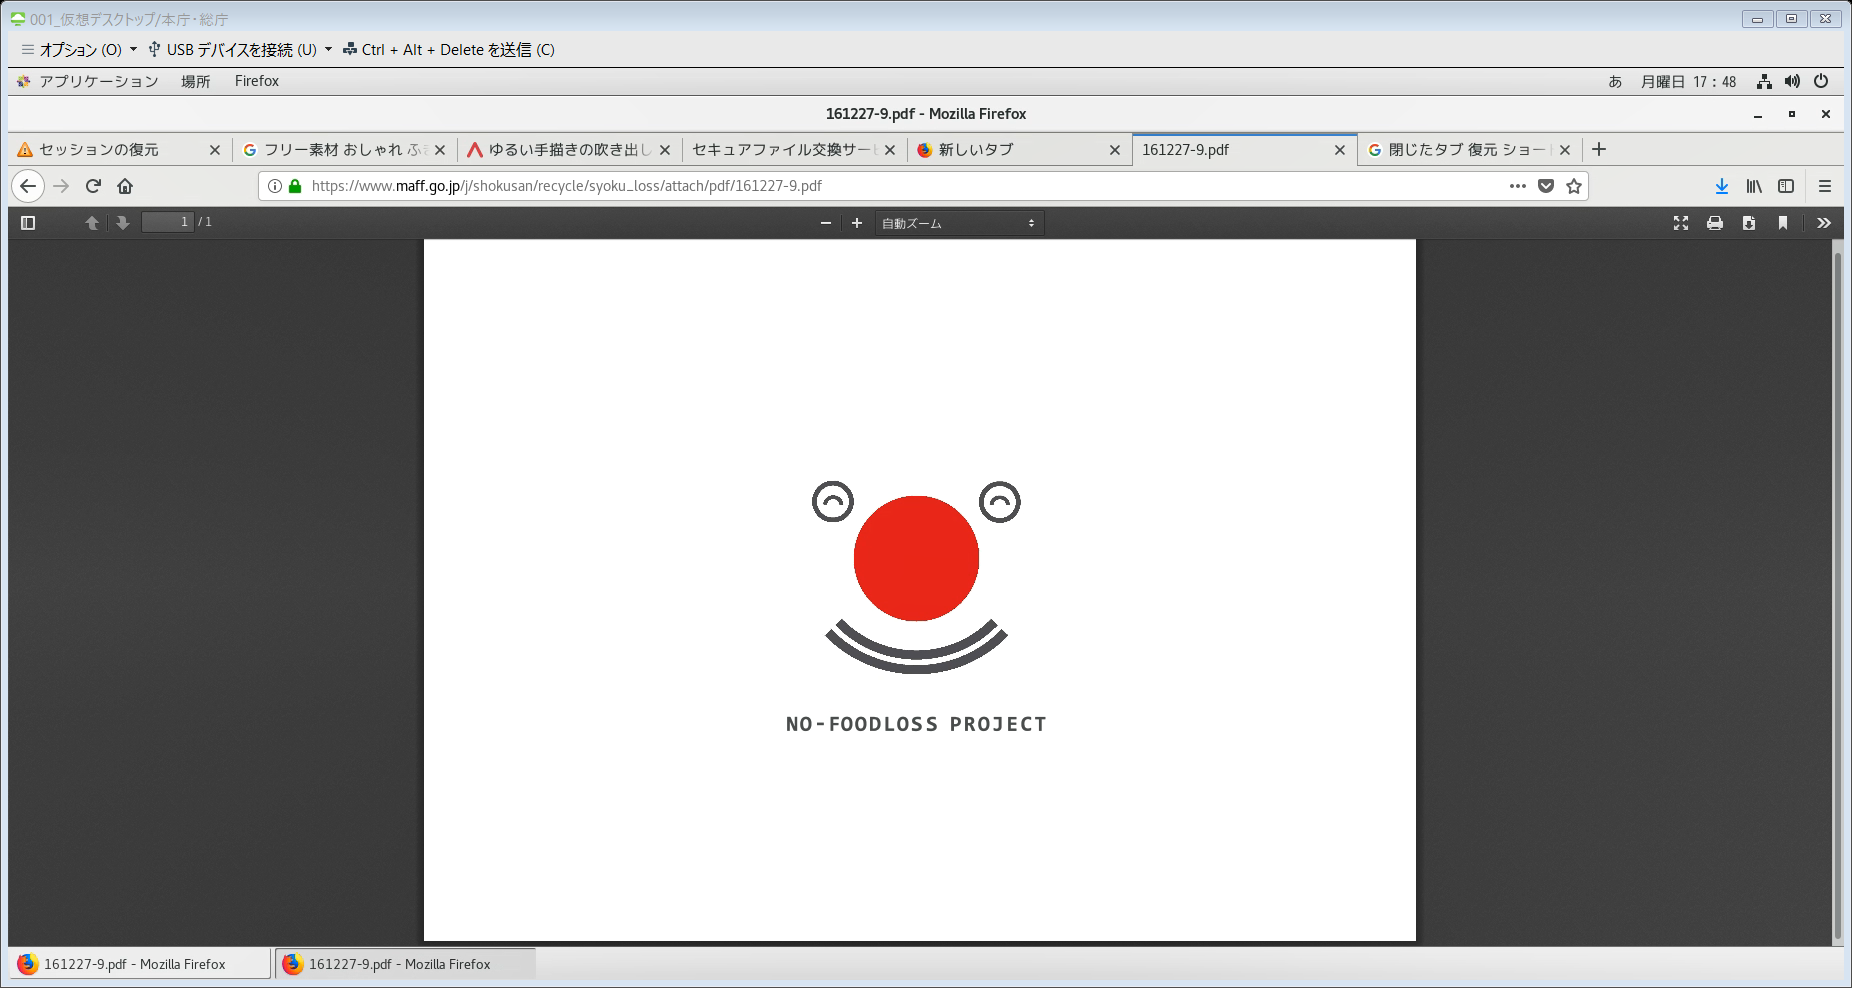 001_仮想デスクトップ/本庁・総庁
オプション (O) USB デバイスを接続 (U) Ctrl + Alt + Delete を送信 (C)
アプリケーション 場所 Firefox あ 月曜日 17:48
161227-9.pdf - Mozilla Firefox
セッションの復元 フリー素材 おしゃれ ふ ゆるい手描きの吹き出し セキュアファイル交換サー 新しいタブ 161227-9.pdf 閉じたタブ 復元 ショー
https://www.maff.go.jp/j/shokusan/recycle/syoku_loss/attach/pdf/161227-9.pdf
1 / 1 自動ズーム
NO-FOODLOSS PROJECT
161227-9.pdf - Mozilla Firefox 161227-9.pdf - Mozilla Firefox